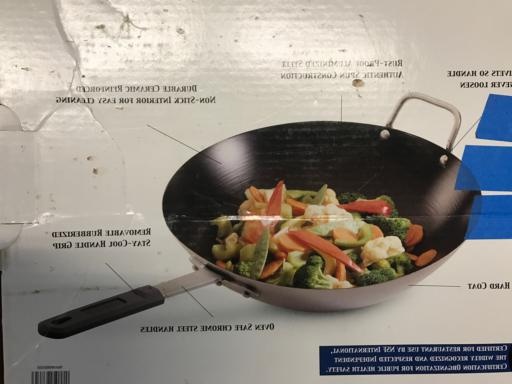 RUST-PROOF ALUMINIZED STEEL
AUTHENTIC SPUN CONSTRUCTION
IVETS SO HANDLE
EVER LOOSEN
DURABLE CERAMIC REINFORCED
NON-STICK INTERIOR FOR EASY CLEANING
REMOVABLE RUBBERIZED
STAY-COOL HANDLE GRIP
HARD COAT
OVEN SAFE CHROME STEEL HANDLES
CERTIFIED FOR RESTAURANT USE BY NSF INTERNATIONAL,
THE WIDELY RECOGNIZED AND RESPECTED INDEPENDENT
CERTIFICATION ORGANIZATION FOR PUBLIC HEALTH SAFETY.